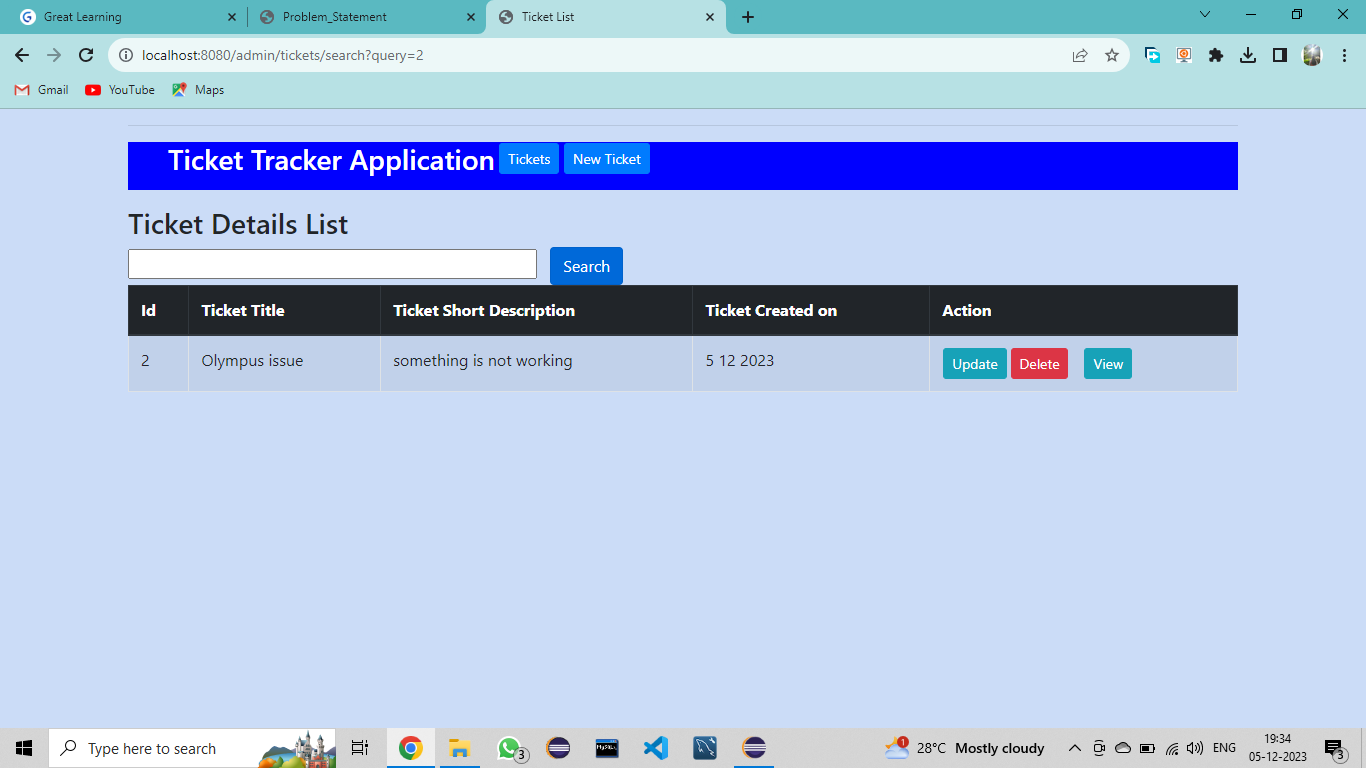 Great Learning
Problem_Statement
Ticket List
localhost:8080/admin/tickets/search?query=2
Gmail
YouTube
Maps
Ticket Tracker Application
Tickets
New Ticket
Ticket Details List
Search
Id Ticket Title Ticket Short Description Ticket Created on Action
2 Olympus issue something is not working 5 12 2023 Update Delete View
Type here to search
3
MySQL
1
28°C Mostly cloudy
ENG
19:34
05-12-2023
3